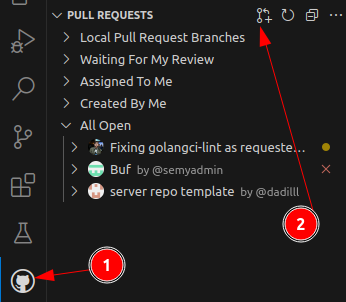 PULL REQUESTS
Local Pull Request Branches
Waiting For My Review
Assigned To Me
Created By Me
All Open
Fixing golangci-lint as requeste...
Buf by @semyadmin
server repo template by @dadilll
2
1